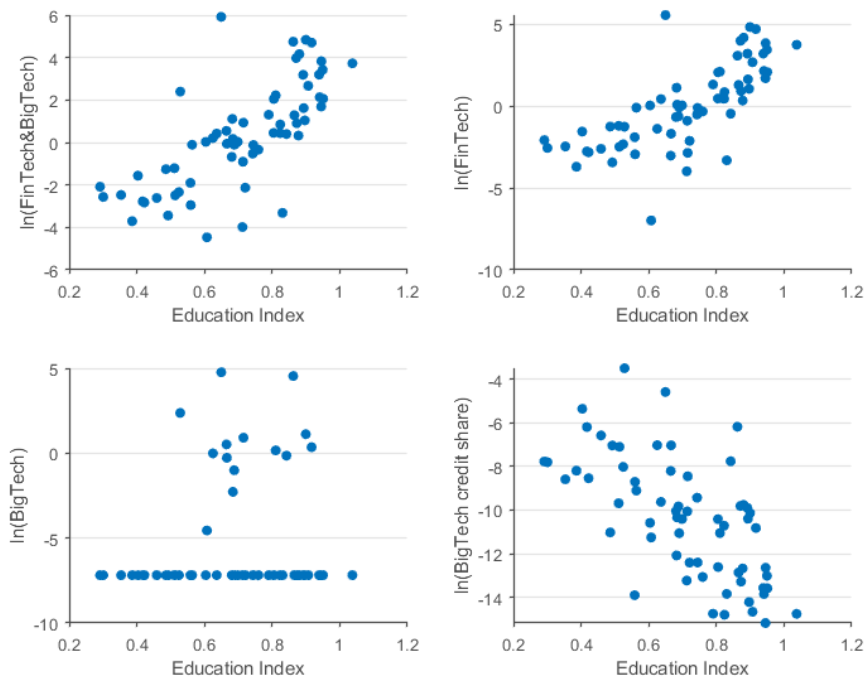 6
4
2
0
-2
-4
-6
0.2 0.4 0.6 0.8 1 1.2
Education Index
ln(FinTech&BigTech)
5
0
-5
-10
0.2 0.4 0.6 0.8 1 1.2
Education Index
ln(FinTech)
5
0
-5
-10
0.2 0.4 0.6 0.8 1 1.2
Education Index
ln(BigTech)
-4
-6
-8
-10
-12
-14
0.2 0.4 0.6 0.8 1 1.2
Education Index
ln(BigTech credit share)